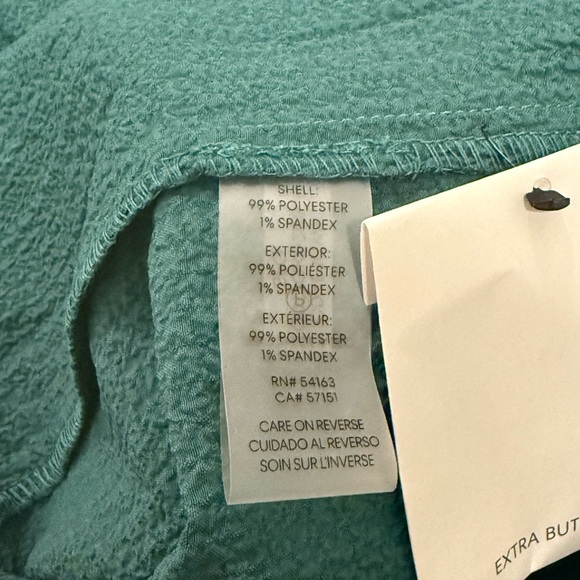 SHELL:
99% POLYESTER
1% SPANDEX
EXTERIOR:
99% POLIÉSTER
1% SPANDEX
EXTÉRIEUR:
99% POLYESTER
1% SPANDEX
RN# 54163
CA# 57151
CARE ON REVERSE
CUIDADO AL REVERSO
SOIN SUR L'INVERSE
EXTRA BUT